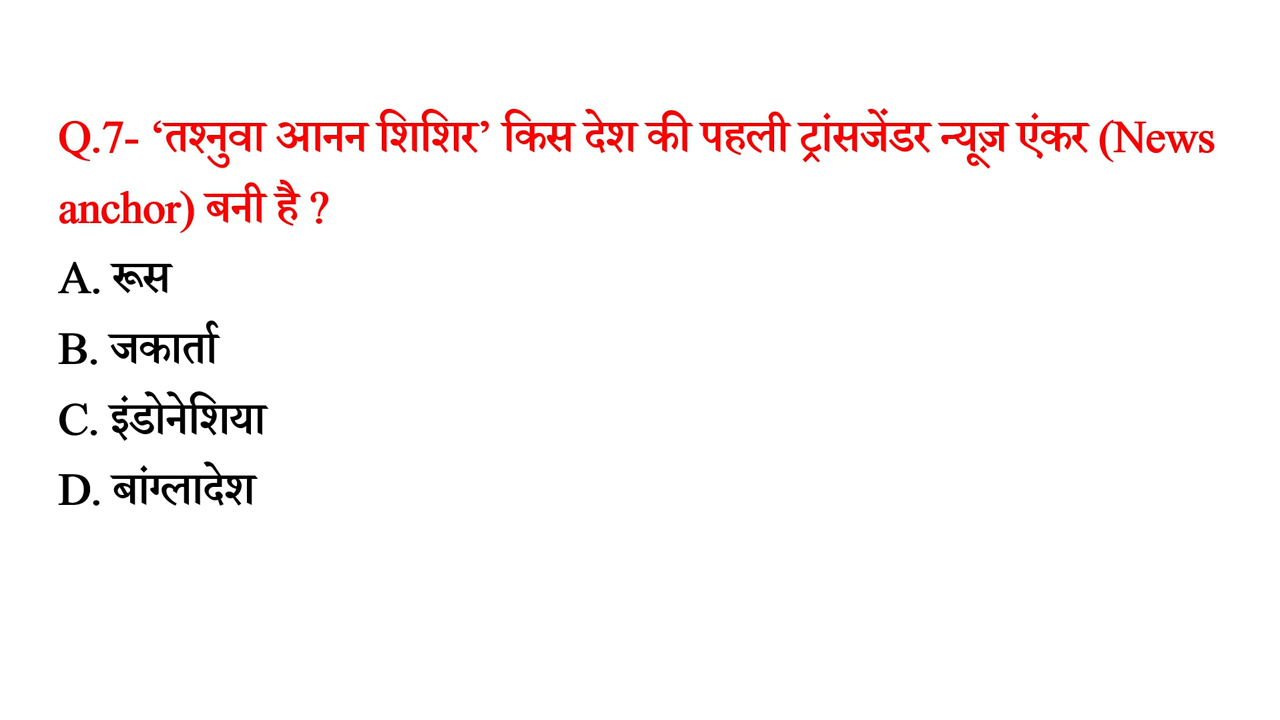 Q.7- ‘तश्नुवा आनन शिशिर’ किस देश की पहली ट्रांसजेंडर न्यूज़ एंकर (News
anchor) बनी है ?
A. रूस
B. जकार्ता
C. इंडोनेशिया
D. बांग्लादेश